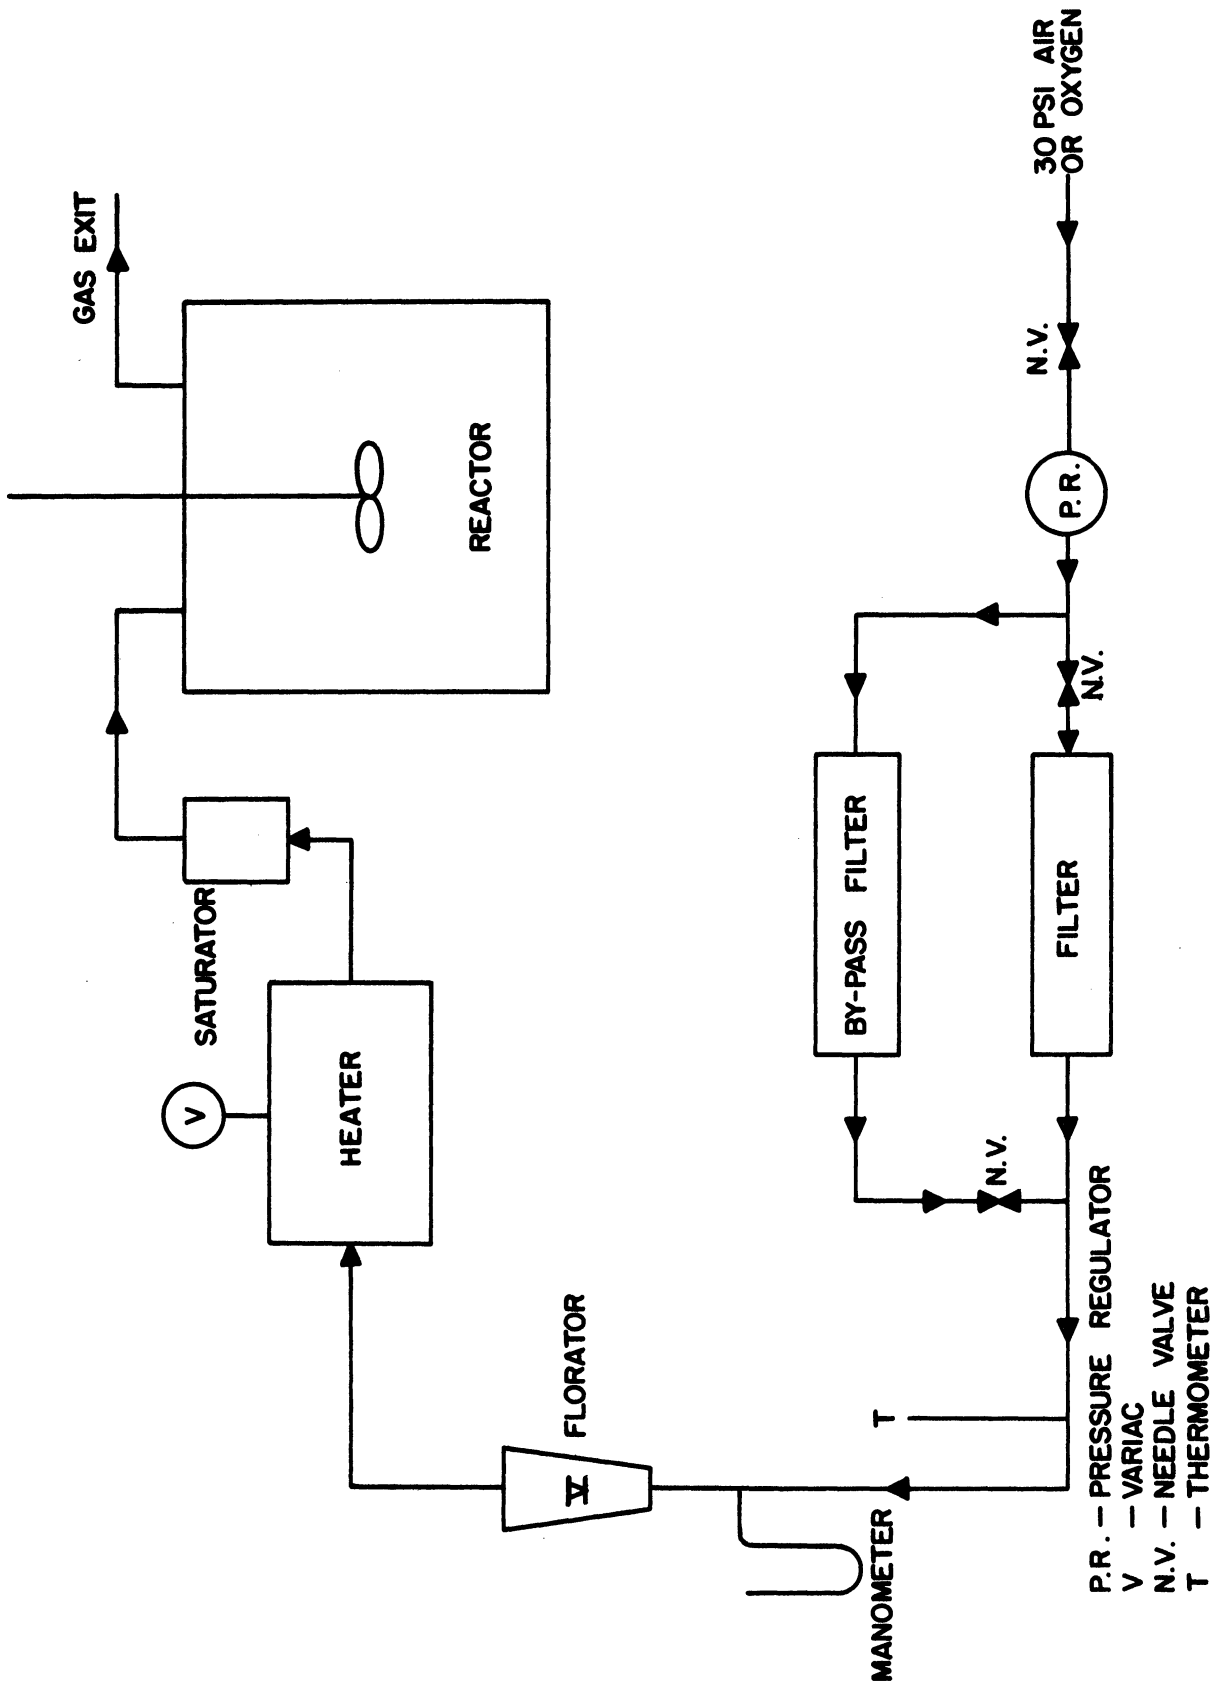 GAS EXIT
REACTOR
SATURATOR
V
HEATER
FLORATOR
V
MANOMETER
T
BY-PASS FILTER
FILTER
N.V.
N.V.
P.R.
N.V.
30 PSI AIR
OR OXYGEN
P.R. — PRESSURE REGULATOR
V — VARIAC
N.V. — NEEDLE VALVE
T — THERMOMETER